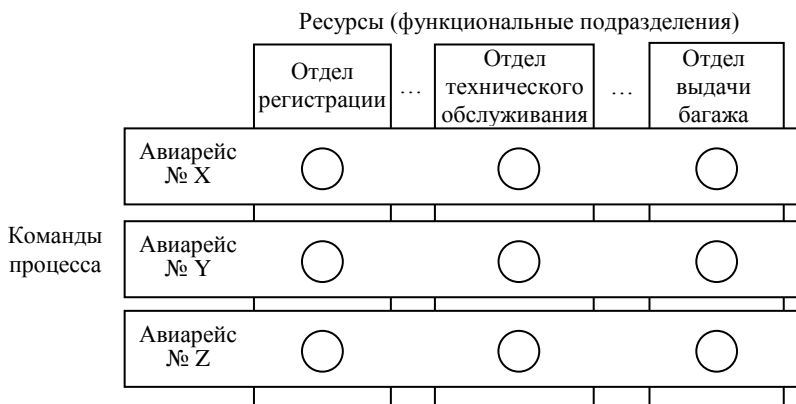 Ресурсы (функциональные подразделения)
Отдел
регистрации
…
Отдел
технического
обслуживания
…
Отдел
выдачи
багажа
Авиарейс
№ X
Команды
процесса
Авиарейс
№ Y
Авиарейс
№ Z